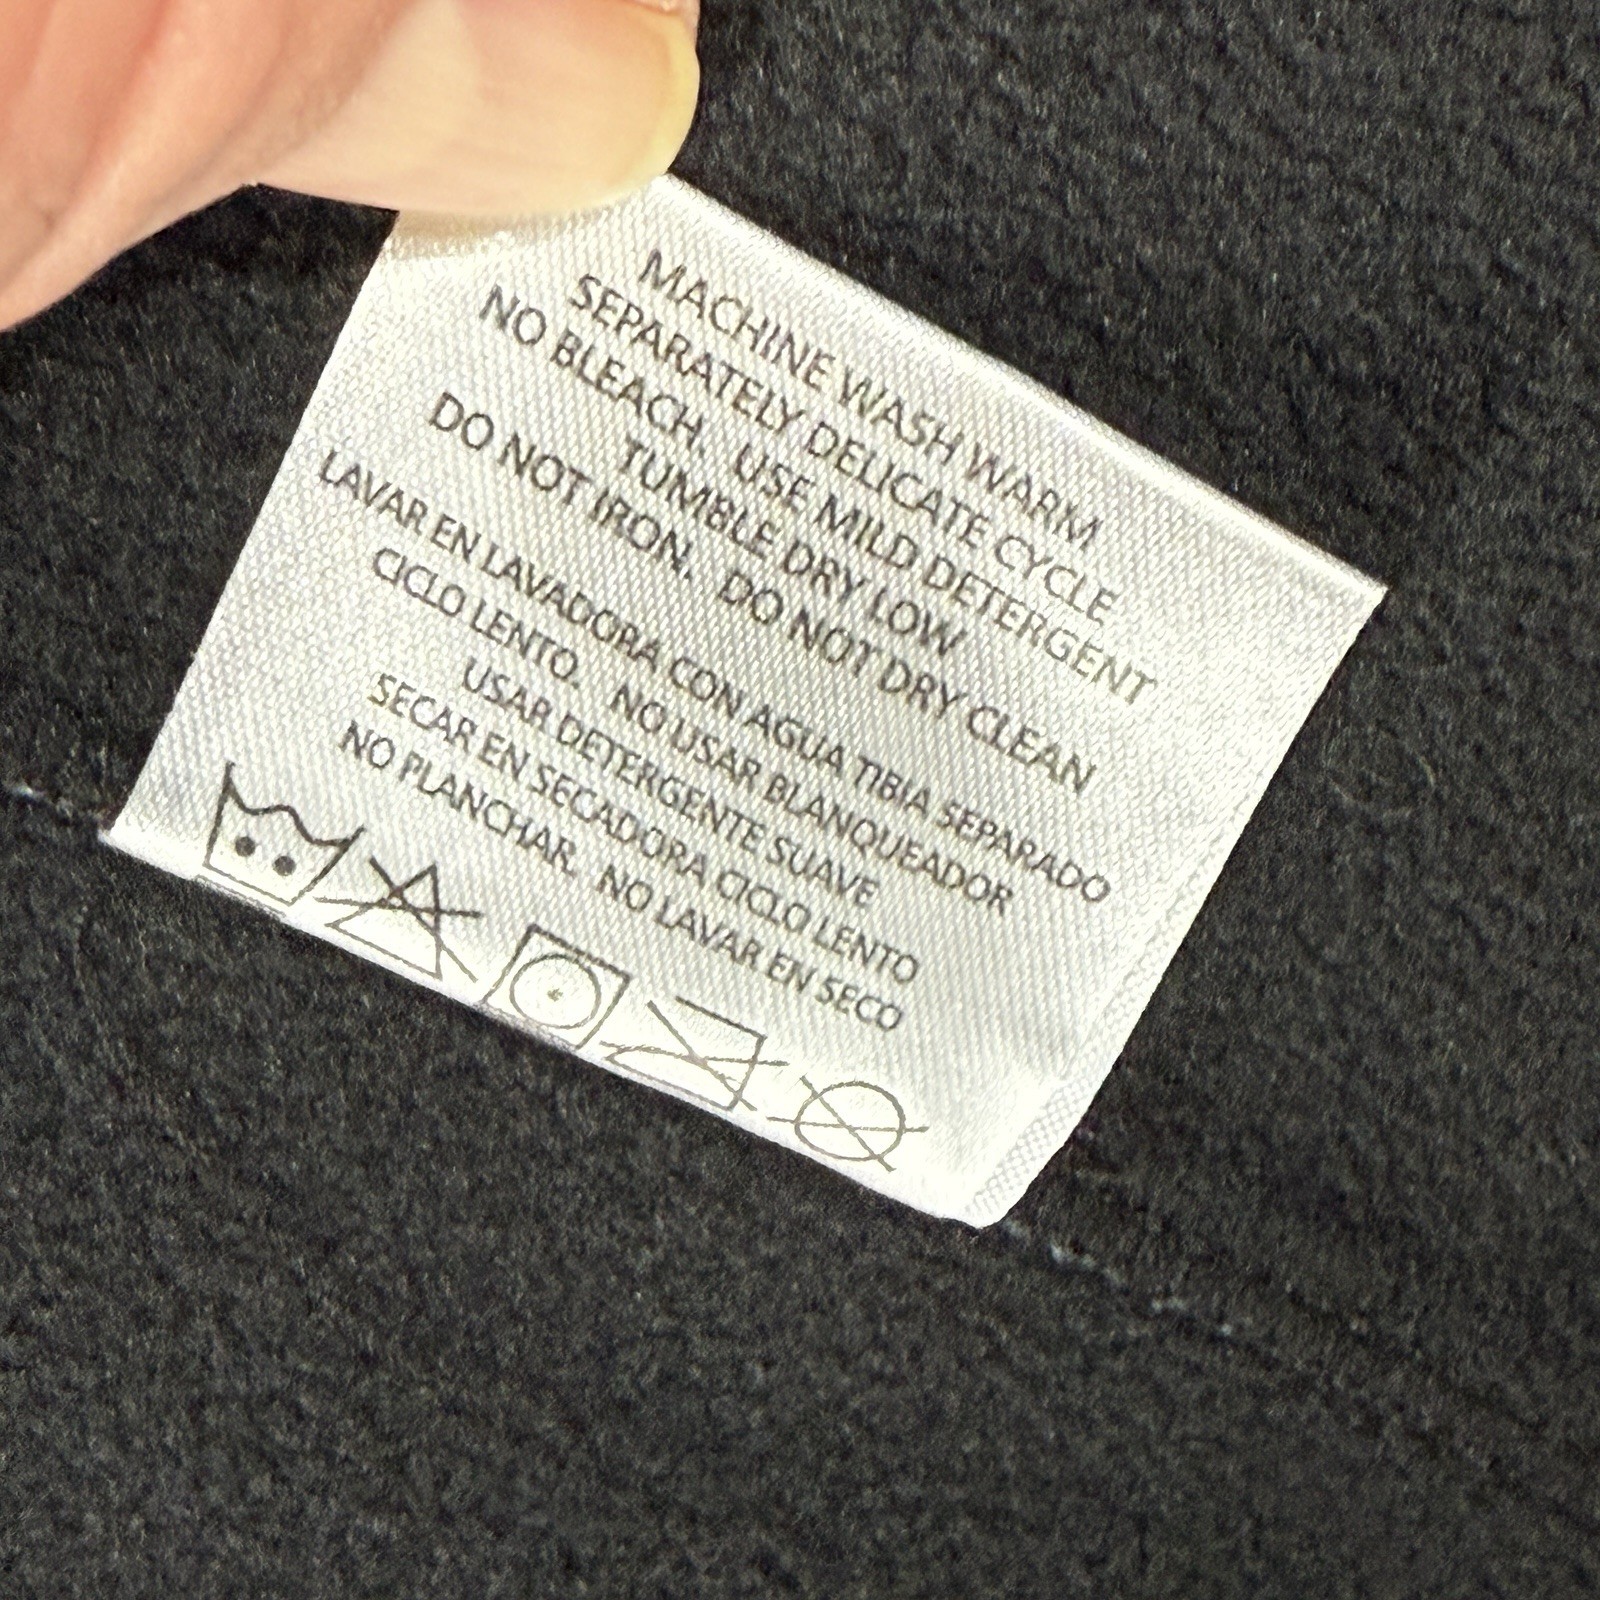 MACHINE WASH WARM
SEPARATELY DELICATE CYCLE
NO BLEACH. USE MILD DETERGENT
TUMBLE DRY LOW
DO NOT IRON. DO NOT DRY CLEAN
LAVAR EN LAVADORA CON AGUA TIBIA SEPARADO
CICLO LENTO. NO USAR BLANQUEADOR
USAR DETERGENTE SUAVE
SECAR EN SECADORA CICLO LENTO
NO PLANCHAR. NO LAVAR EN SECO